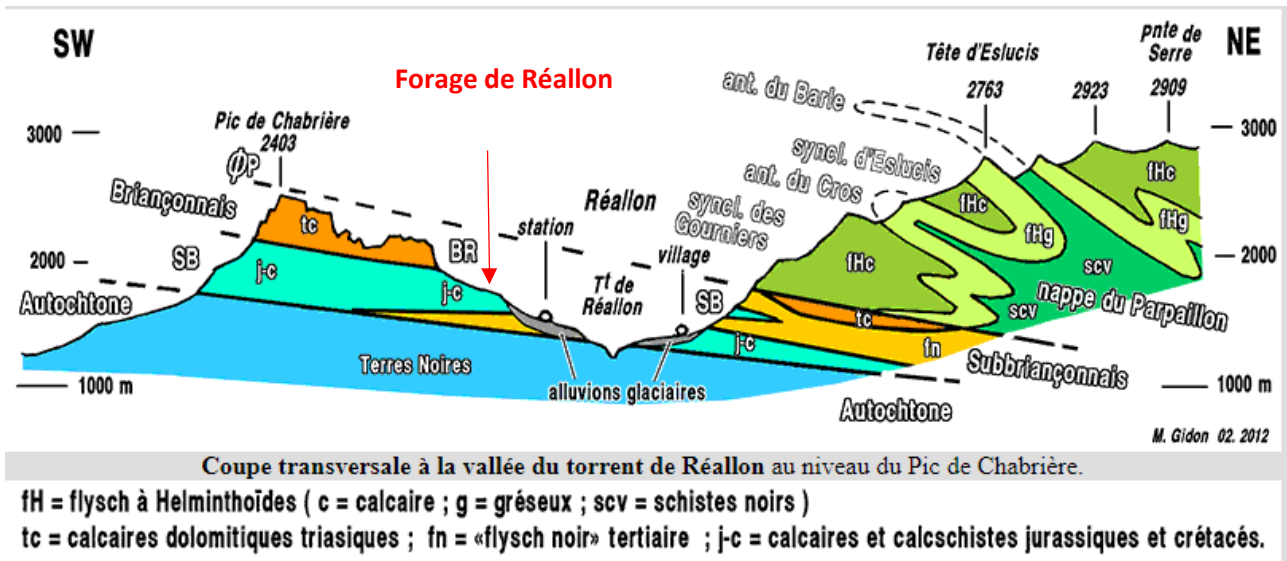 SW
NE
Forage de Réallon
Pic de Chabrière
2403
ϕP
Briançonnais
SB
Autochtone
3000
2000
1000 m
tc
BR
j-c
j-c
Terres Noires
station
Réallon
Tt de
Réallon
village
alluvions glaciaires
SB
j-c
ant. du Barle
syncl. d'Eslucis
ant. du Cros
syncl. des
Gourniers
Tête d'Eslucis
2763
2923
pnte de
Serre
2909
3000
2000
1000 m
fHc
fHc
fHg
fHc
fHg
scv
scv
tc
fn
nappe du Parpaillon
Subbriançonnais
Autochtone
M. Gidon 02. 2012
Coupe transversale à la vallée du torrent de Réallon au niveau du Pic de Chabrière.
fH = flysch à Helminthoïdes ( c = calcaire ; g = gréseux ; scv = schistes noirs )
tc = calcaires dolomitiques triasiques ; fn = «flysch noir» tertiaire ; j-c = calcaires et calcschistes jurassiques et crétacés.